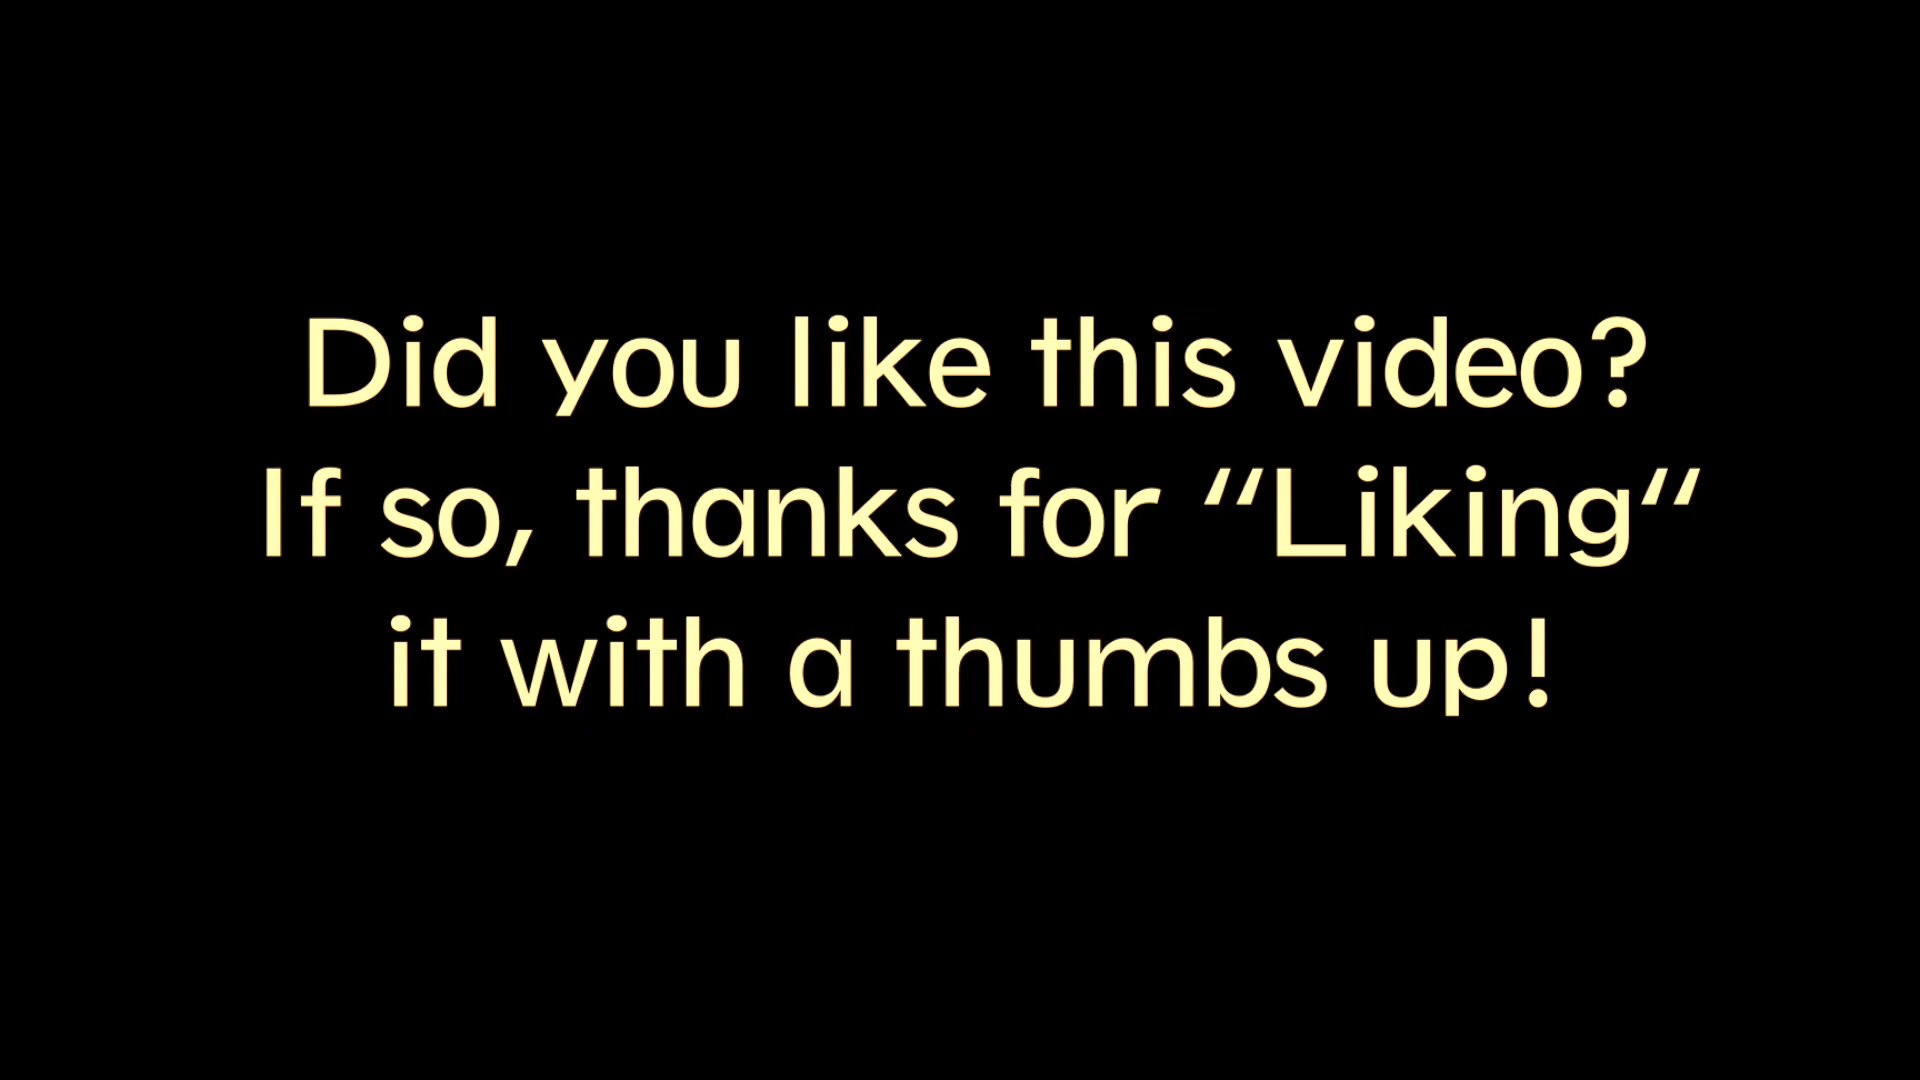 Did you like this video?
If so, thanks for “Liking“
it with a thumbs up!